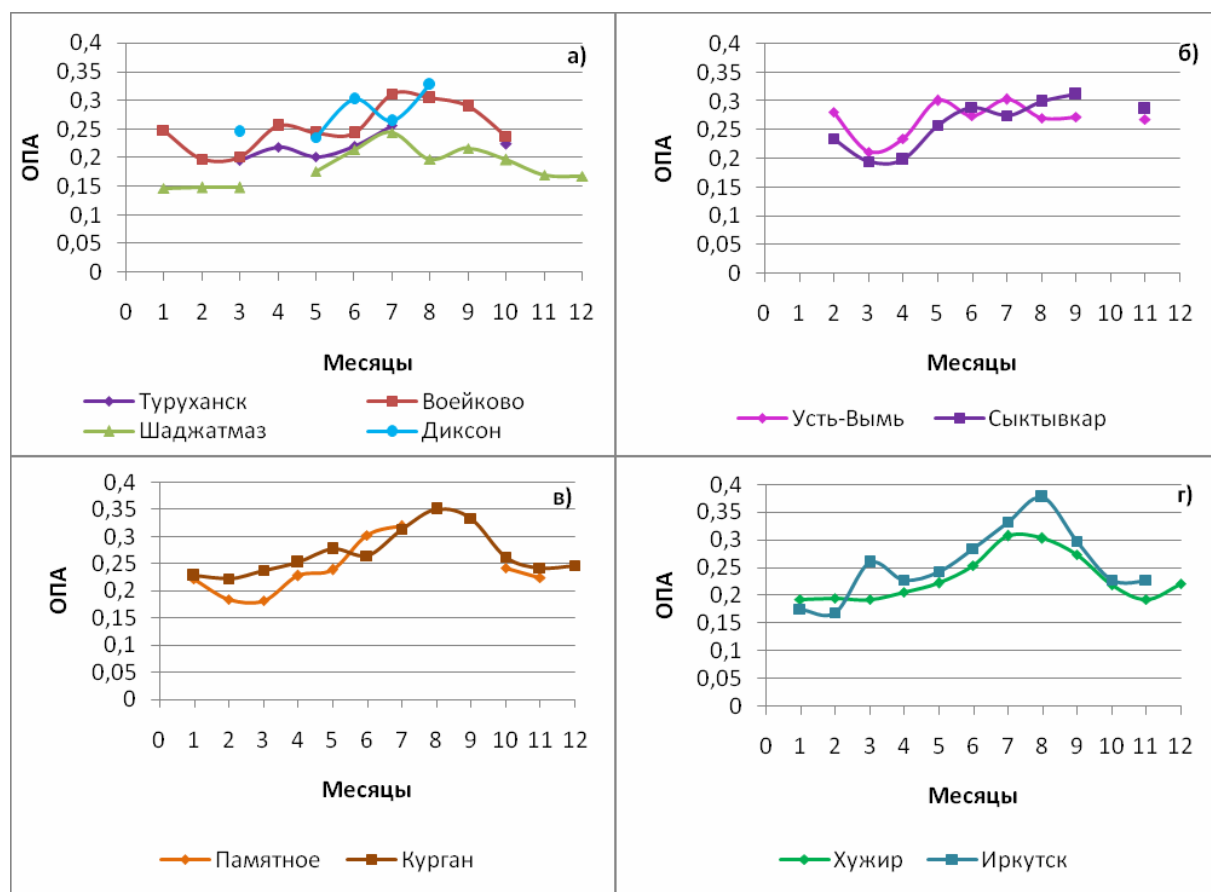 а)
0,4
0,35
0,3
0,25
0,2
0,15
0,1
0,05
0
ОПА
0 1 2 3 4 5 6 7 8 9 10 11 12
Месяцы
Туруханск Воейково
Шаджатмаз Диксон
б)
0,4
0,35
0,3
0,25
0,2
0,15
0,1
0,05
0
ОПА
0 1 2 3 4 5 6 7 8 9 10 11 12
Месяцы
Усть-Вымь Сыктывкар
в)
0,4
0,35
0,3
0,25
0,2
0,15
0,1
0,05
0
ОПА
0 1 2 3 4 5 6 7 8 9 10 11 12
Месяцы
Памятное Курган
г)
0,4
0,35
0,3
0,25
0,2
0,15
0,1
0,05
0
ОПА
0 1 2 3 4 5 6 7 8 9 10 11 12
Месяцы
Хужир Иркутск